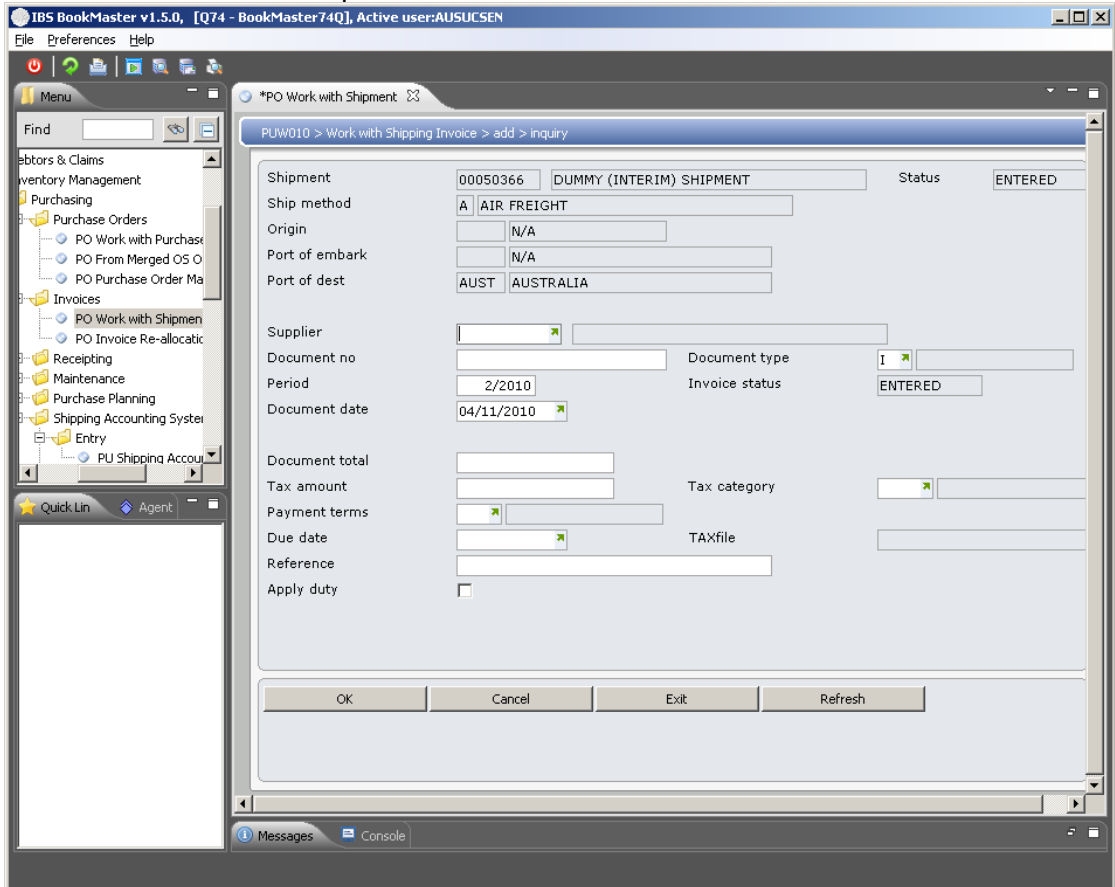 IBS BookMaster v1.5.0, [Q74 - BookMaster74Q], Active user:AUSUCSEN
File Preferences Help
Menu
Find
ebtors & Claims
nventory Management
Purchasing
Purchase Orders
PO Work with Purchase
PO From Merged OS O
PO Purchase Order Ma
Invoices
PO Work with Shipmen
PO Invoice Re-allocatic
Receipting
Maintenance
Purchase Planning
Shipping Accounting System
Entry
PU Shipping Accou
Quick Lin Agent
*PO Work with Shipment
PUW010 > Work with Shipping Invoice > add > inquiry
Shipment 00050366 DUMMY (INTERIM) SHIPMENT Status ENTERED
Ship method A AIR FREIGHT
Origin N/A
Port of embark N/A
Port of dest AUST AUSTRALIA
Supplier
Document no Document type I
Period 2/2010 Invoice status ENTERED
Document date 04/11/2010
Document total
Tax amount Tax category
Payment terms
Due date TAXfile
Reference
Apply duty
OK Cancel Exit Refresh
Messages Console